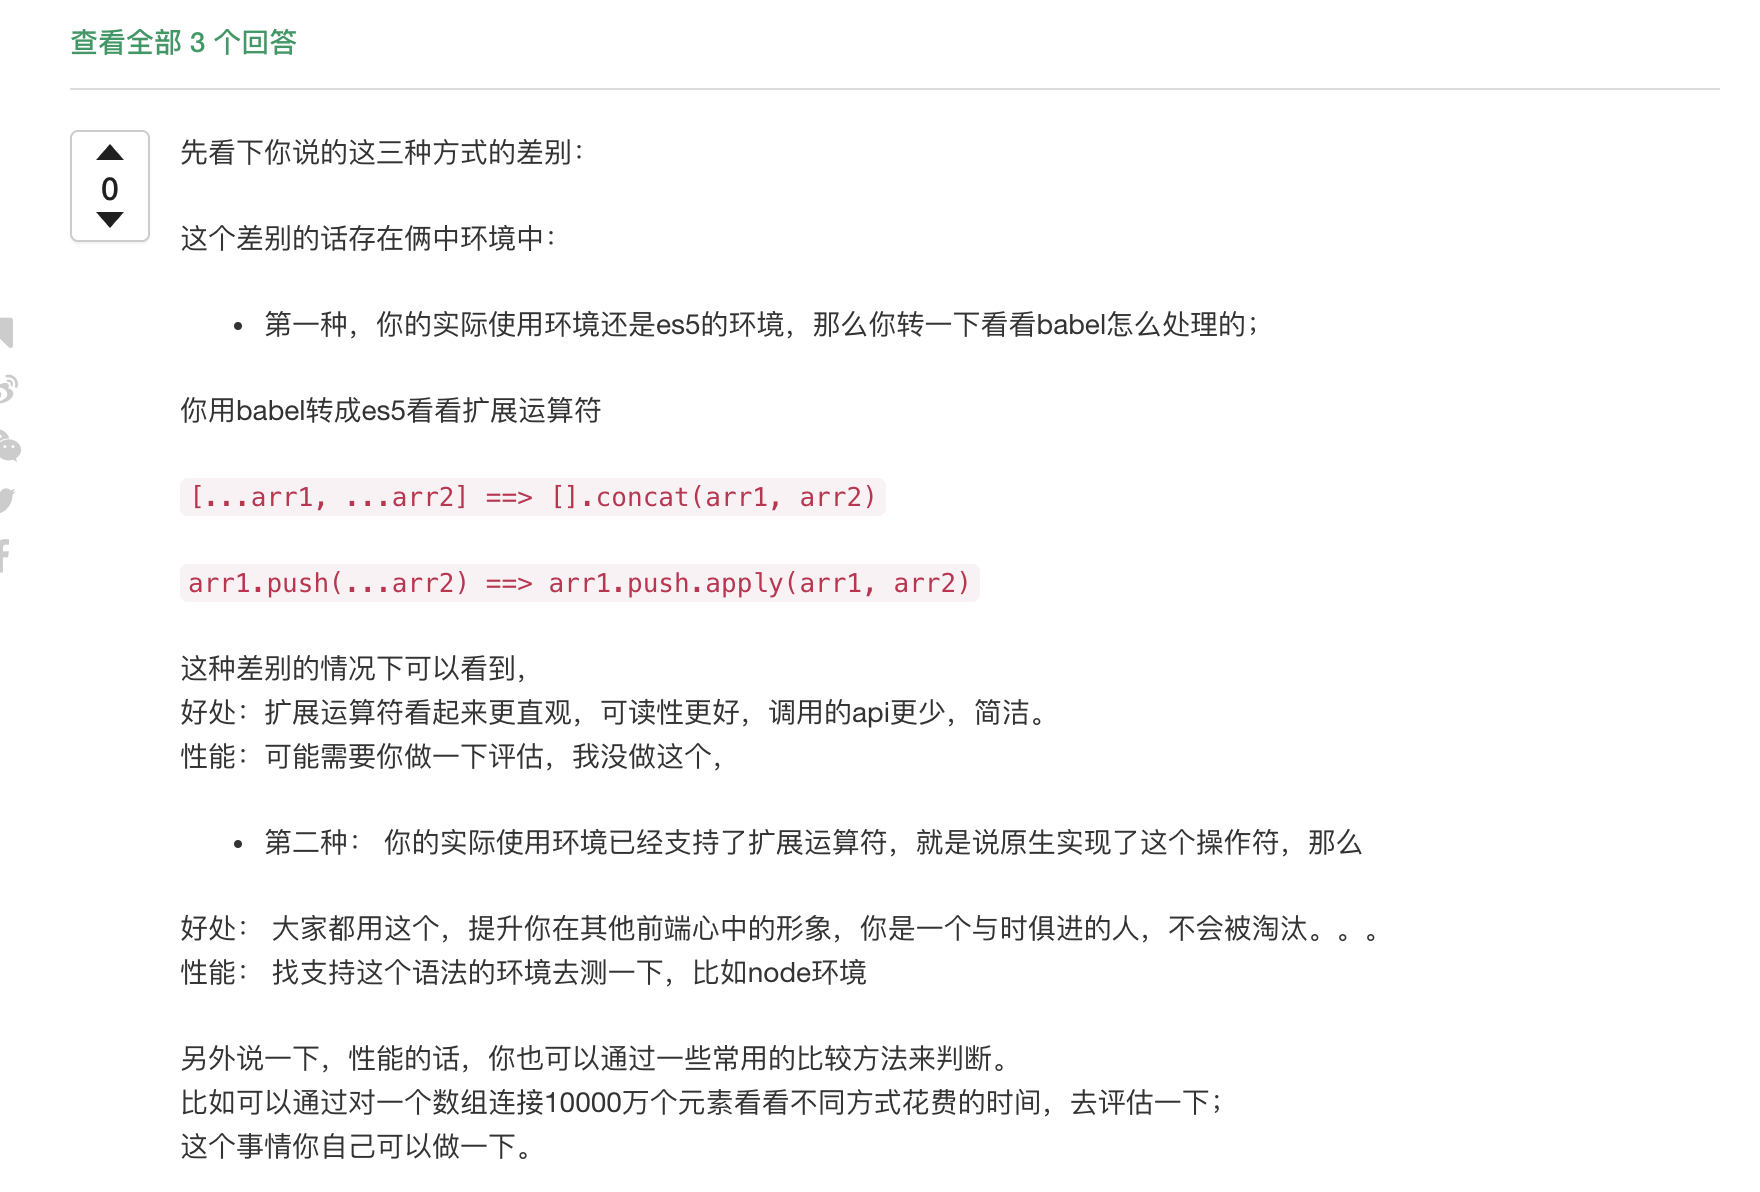 查看全部 3 个回答
0
先看下你说的这三种方式的差别：
这个差别的话存在俩中环境中：
• 第一种，你的实际使用环境还是es5的环境，那么你转一下看看babel怎么处理的；
你用babel转成es5看看扩展运算符
[...arr1, ...arr2] ==> [].concat(arr1, arr2)
arr1.push(...arr2) ==> arr1.push.apply(arr1, arr2)
这种差别的情况下可以看到，
好处：扩展运算符看起来更直观，可读性更好，调用的api更少，简洁。
性能：可能需要你做一下评估，我没做这个，
• 第二种： 你的实际使用环境已经支持了扩展运算符，就是说原生实现了这个操作符，那么
好处： 大家都用这个，提升你在其他前端心中的形象，你是一个与时俱进的人，不会被淘汰。。。
性能： 找支持这个语法的环境去测一下，比如node环境
另外说一下，性能的话，你也可以通过一些常用的比较方法来判断。
比如可以通过对一个数组连接10000万个元素看看不同方式花费的时间，去评估一下；
这个事情你自己可以做一下。